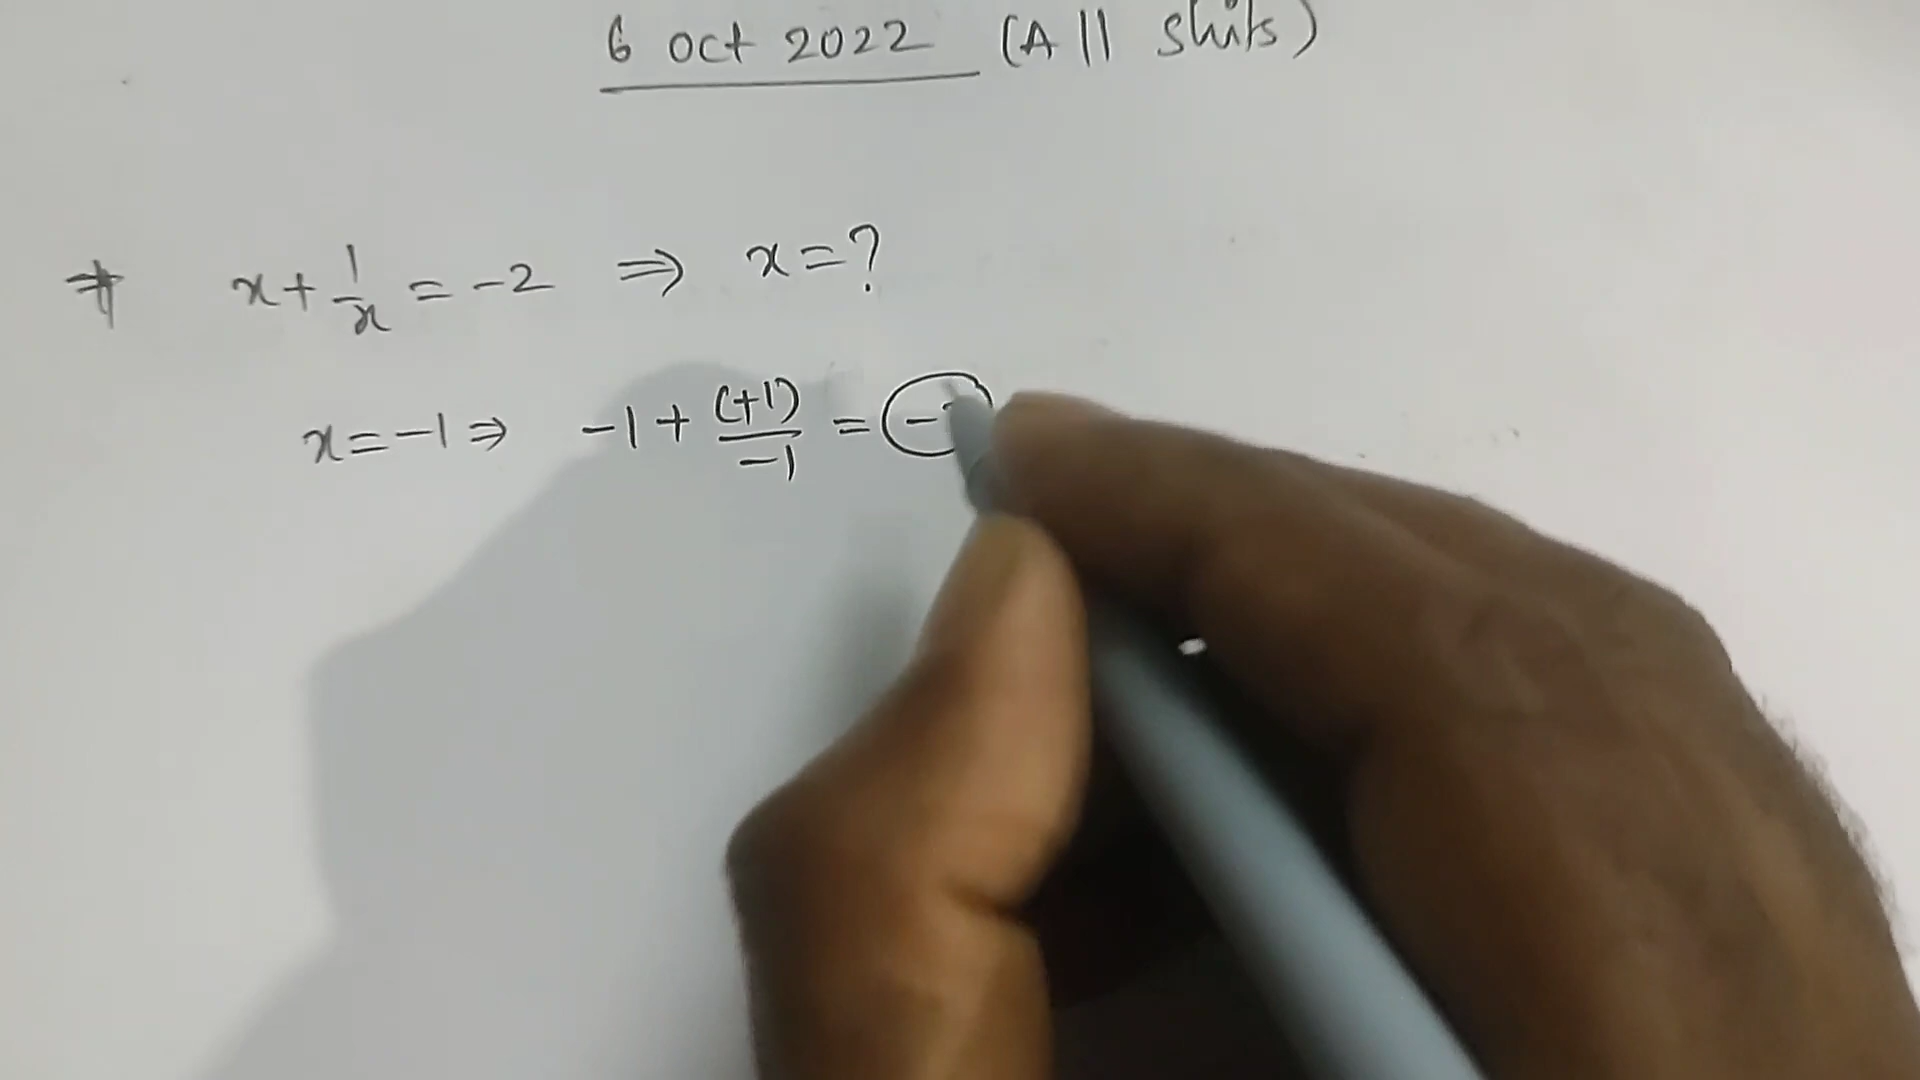 6 Oct 2022 (All shifts)
⇒ x + 1/x = -2 ⇒ x = ?
x = -1 ⇒ -1 + (+1)/-1 = -